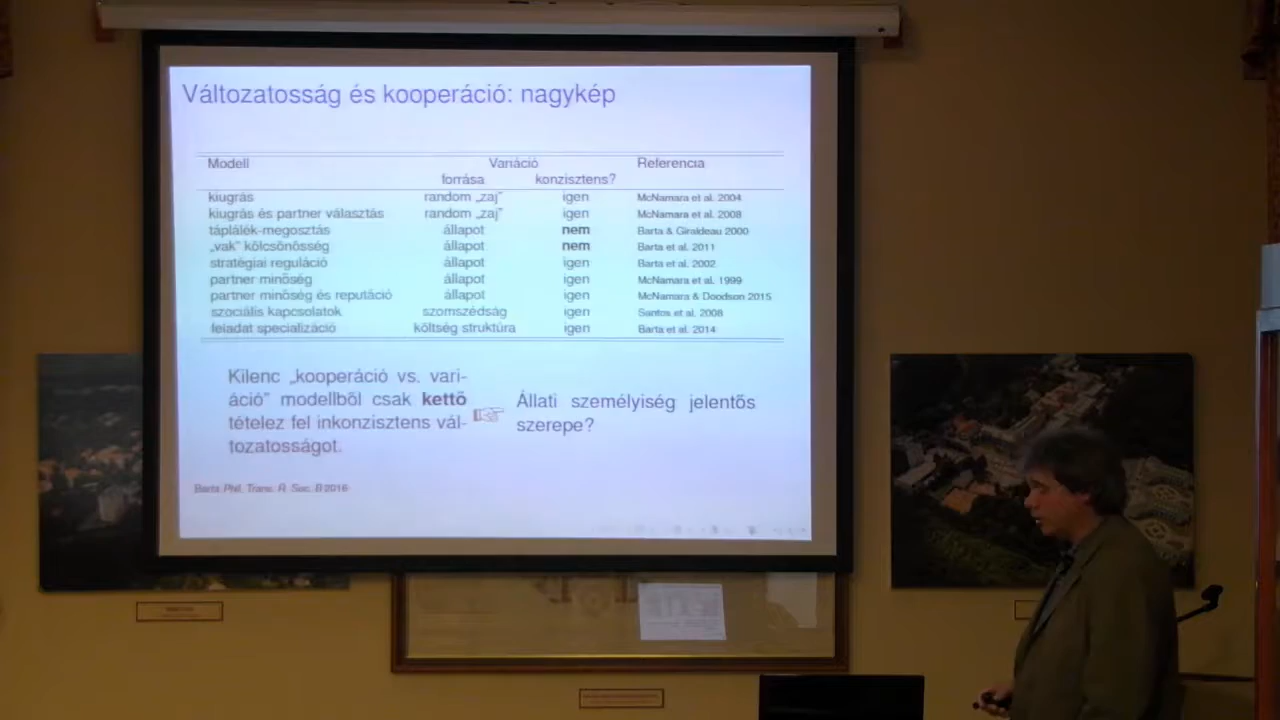 Változatosság és kooperáció: nagykép
Modell Variáció Referencia
forrása konzisztens?
kiugrás random „zaj” igen McNamara et al. 2004
kiugrás és partner választás random „zaj” igen McNamara et al. 2008
táplálék-megosztás állapot nem Barta & Giraldeau 2000
„vak” kölcsönösség állapot nem Barta et al. 2011
stratégiai reguláció állapot igen Barta et al. 2002
partner minőség állapot igen McNamara et al. 1999
partner minőség és reputáció állapot igen McNamara & Doodson 2015
szociális kapcsolatok szomszédság igen Santos et al. 2008
feladat specializáció költség struktúra igen Barta et al. 2014
Kilenc „kooperáció vs. vari-
áció” modellből csak kettő
tételez fel inkonzisztens vál-
tozatosságot.
☞ Állati személyiség jelentős
szerepe?
Barta Phil. Trans. R. Soc. B 2016